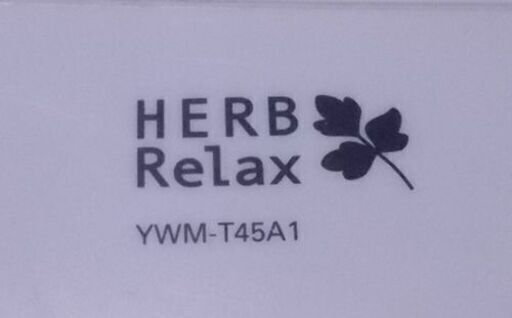 HERB
Relax
YWM-T45A1